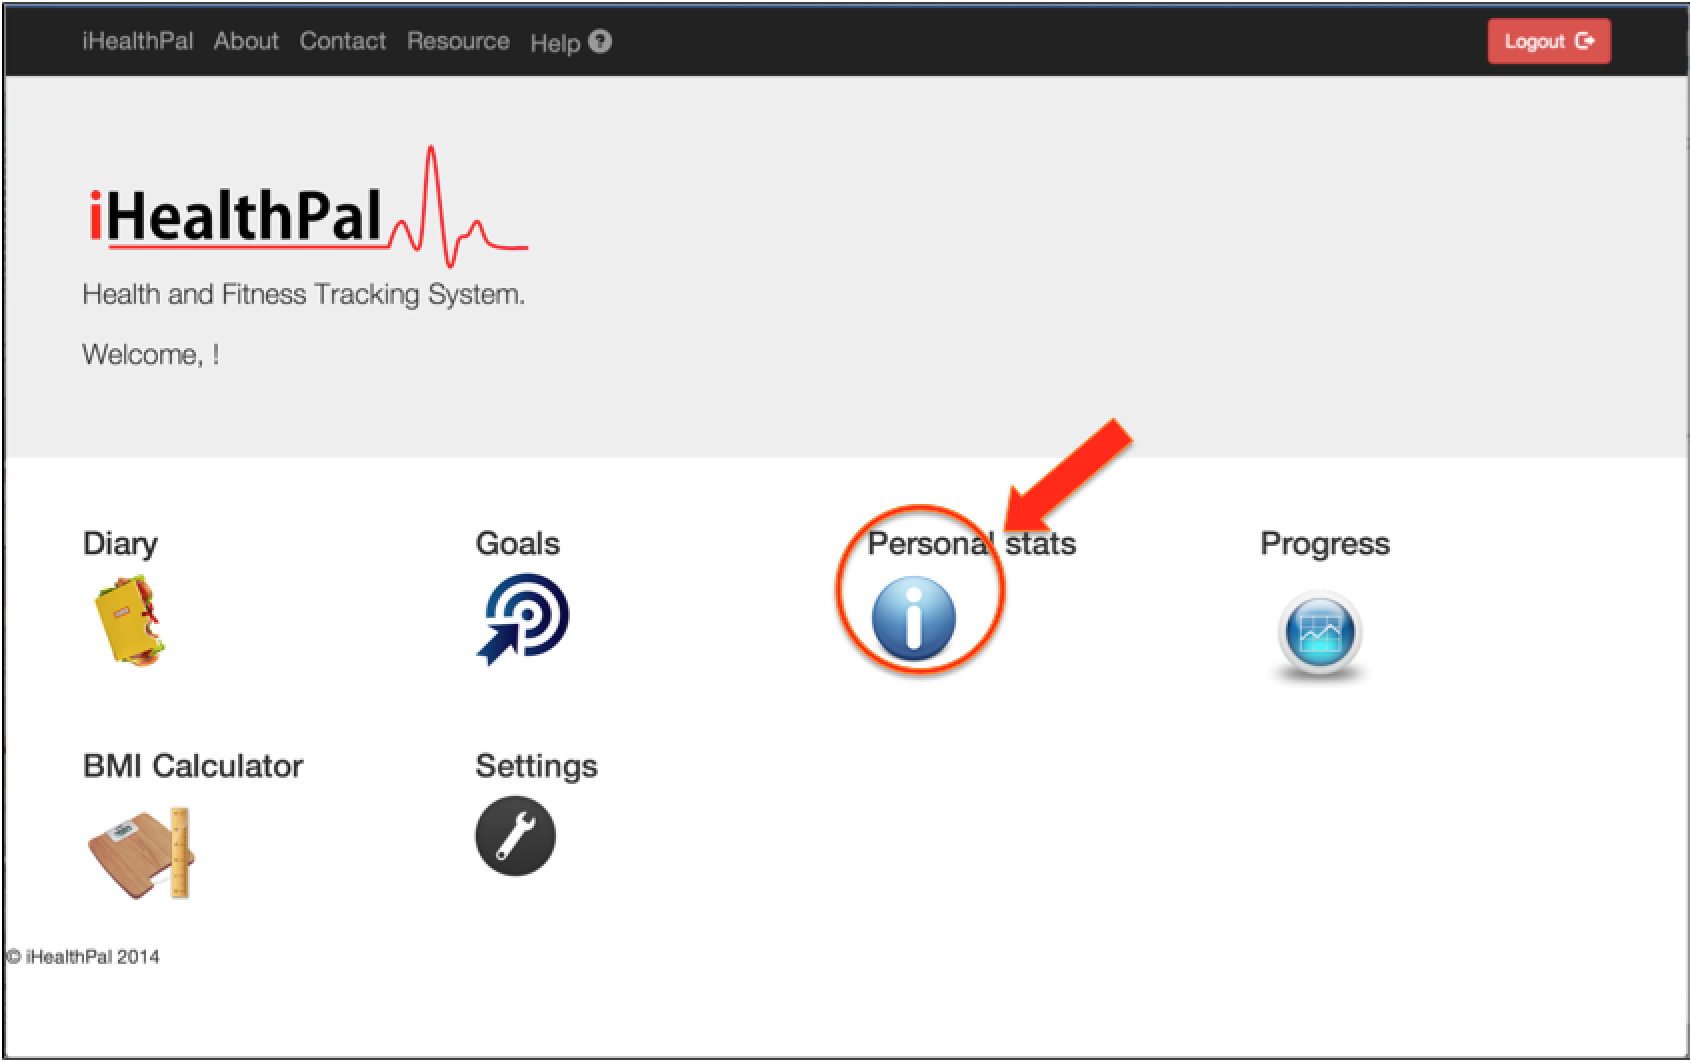 iHealthPal About Contact Resource Help ? Logout
iHealthPal
Health and Fitness Tracking System.
Welcome, !
Diary Goals Personal stats Progress
BMI Calculator Settings
© iHealthPal 2014